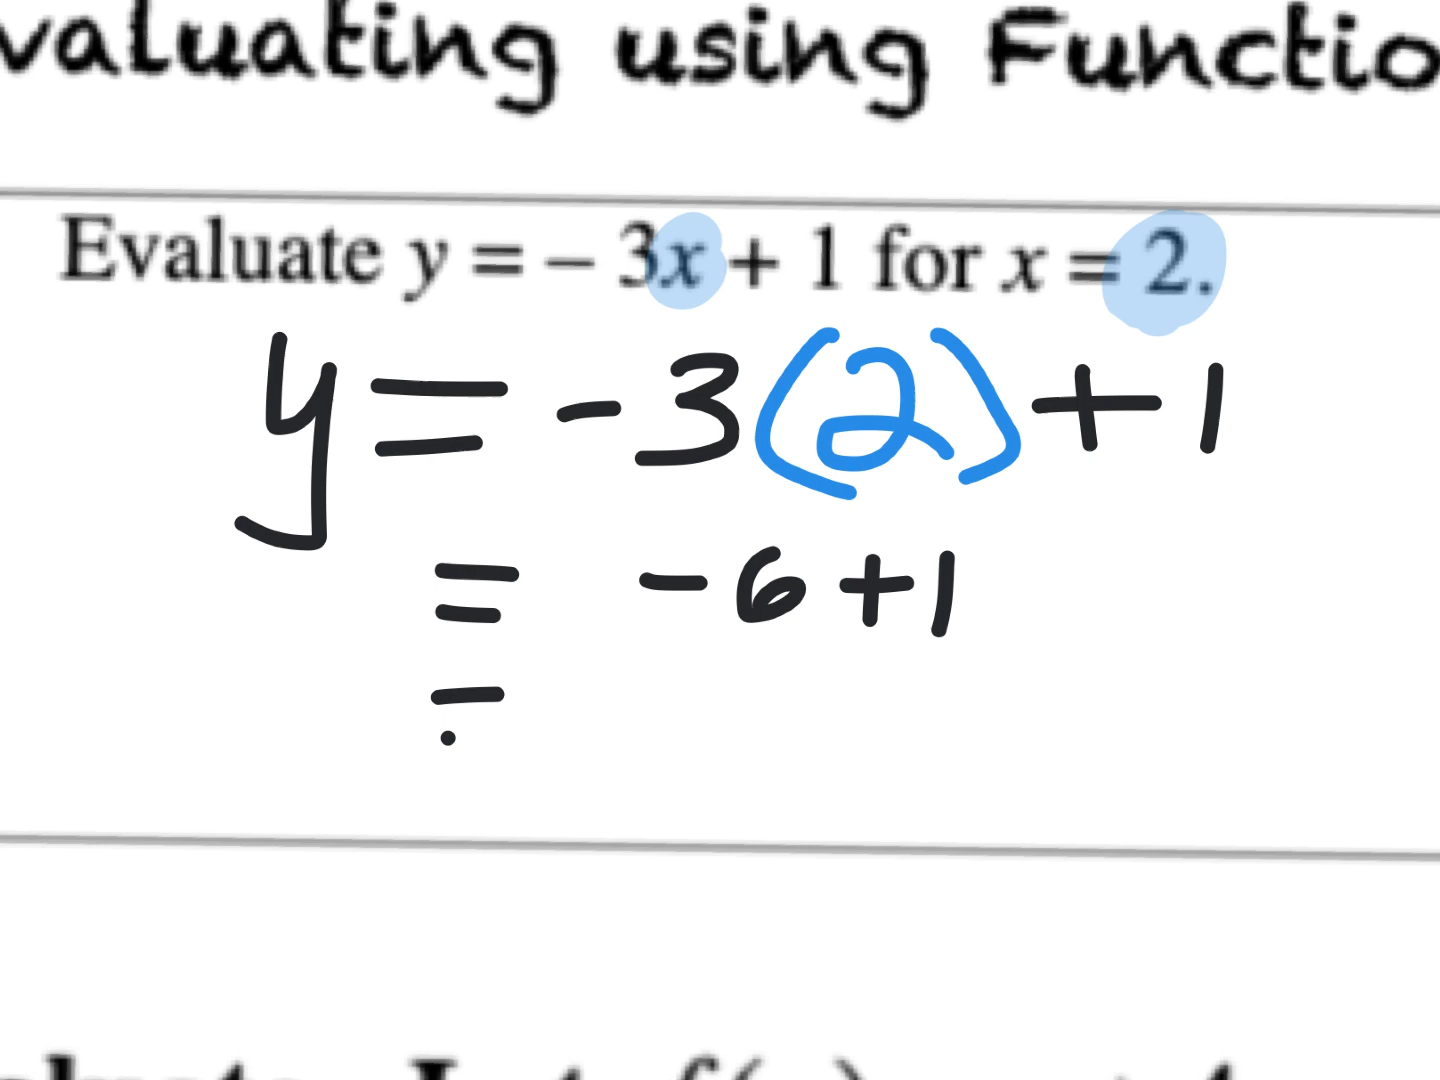 valuating using Functio
Evaluate y = – 3x + 1 for x = 2.
y = -3(2) + 1
= -6 + 1